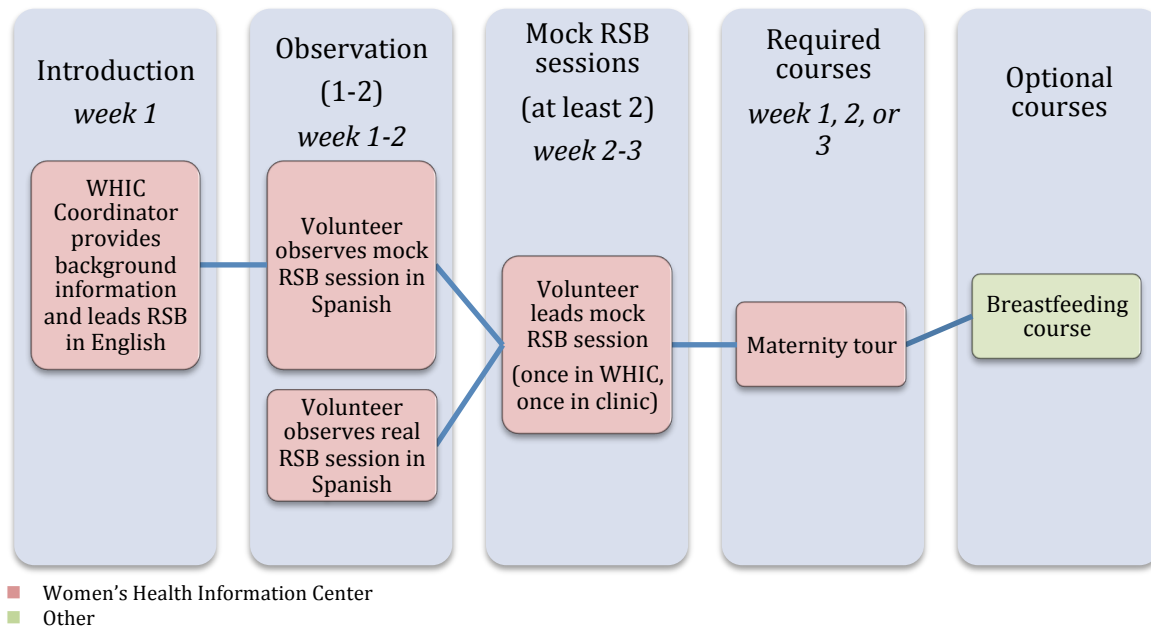 Introduction
week 1
WHIC
Coordinator
provides
background
information
and leads RSB
in English
Observation
(1-2)
week 1-2
Volunteer
observes mock
RSB session in
Spanish
Volunteer
observes real
RSB session in
Spanish
Mock RSB
sessions
(at least 2)
week 2-3
Volunteer
leads mock
RSB session
(once in WHIC,
once in clinic)
Required
courses
week 1, 2, or
3
Maternity tour
Optional
courses
Breastfeeding
course
Women’s Health Information Center
Other